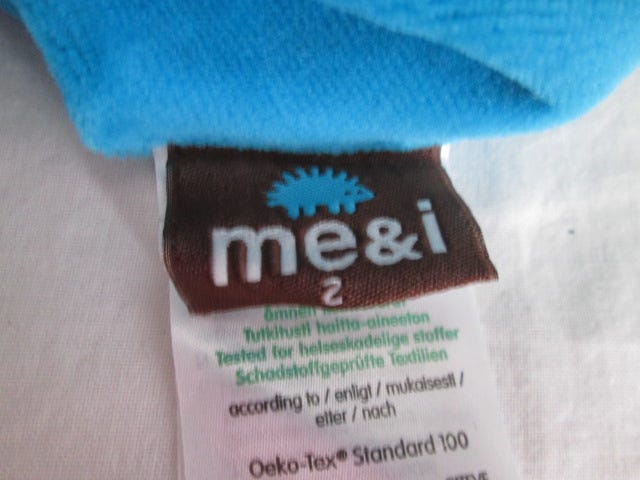 me&i
2
ämnen
Tutkitusti haitta-aineeton
Tested for helseskadelige stoffer
Schadstoffgeprüfte Textilien
according to / enligt / mukaisesti /
etter / nach
Oeko-Tex® Standard 100